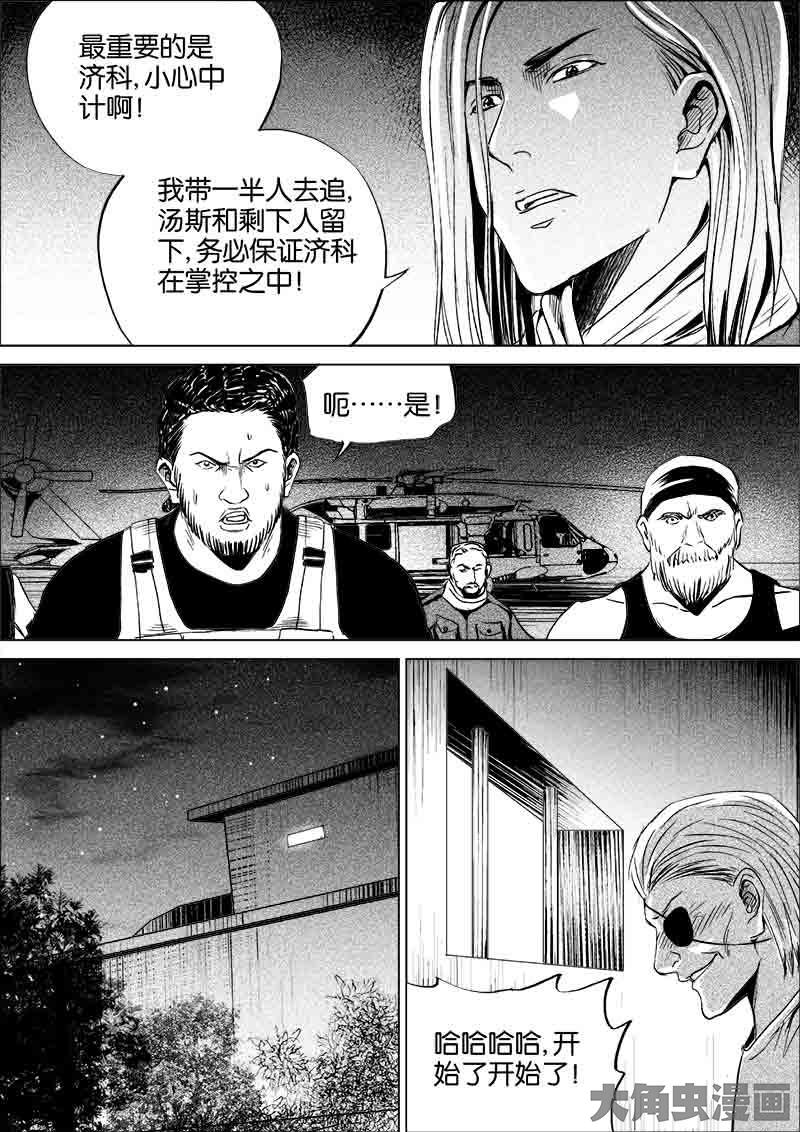 最重要的是
济科,小心中
计啊!
我带一半人去追,
汤斯和剩下人留
下,务必保证济科
在掌控之中!
呃……是!
哈哈哈哈,开
始了开始了!
大角虫漫画